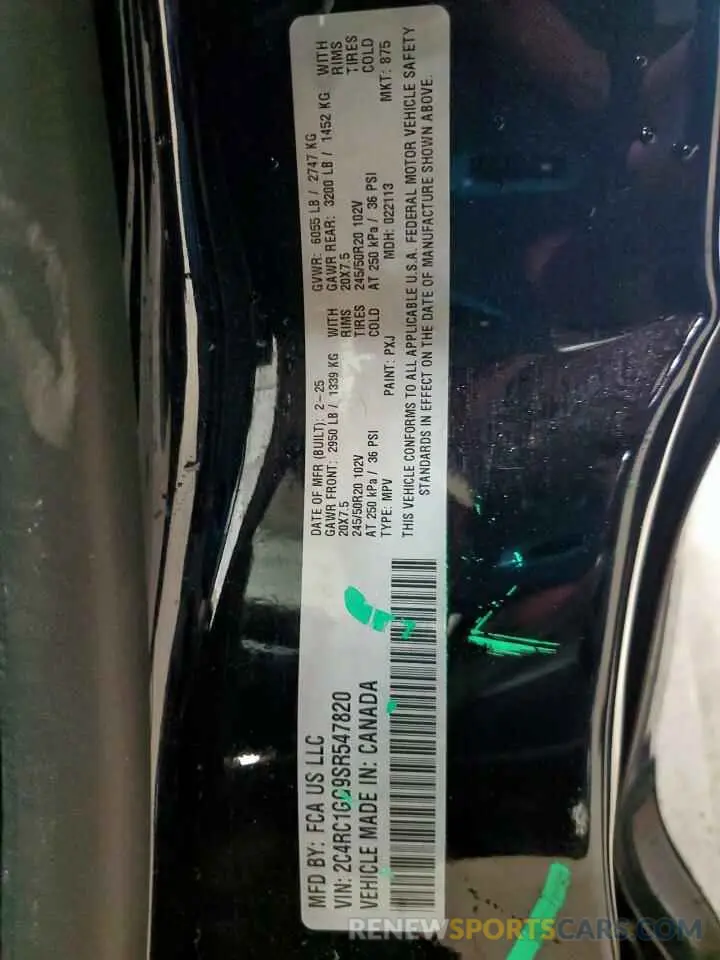 MFD BY: FCA US LLC
VIN:
VEHICLE MADE IN: CANADA
DATE OF MFR (BUILT): 2-25
GAWR FRONT: 2950 LB / 1339 KG WITH
20X7.5 RIMS
245/50R20 102V TIRES
AT 250 kPa / 36 PSI COLD
TYPE: MPV
GVWR: 6055 LB / 2747 KG
GAWR REAR: 3200 LB / 1452 KG WITH
20X7.5 RIMS
245/50R20 102V TIRES
AT 250 kPa / 36 PSI COLD
PAINT: PXJ MDH: 022113 MKT: 875
THIS VEHICLE CONFORMS TO ALL APPLICABLE U.S.A. FEDERAL MOTOR VEHICLE SAFETY
STANDARDS IN EFFECT ON THE DATE OF MANUFACTURE SHOWN ABOVE.
RENEWSPORTSCARS.COM